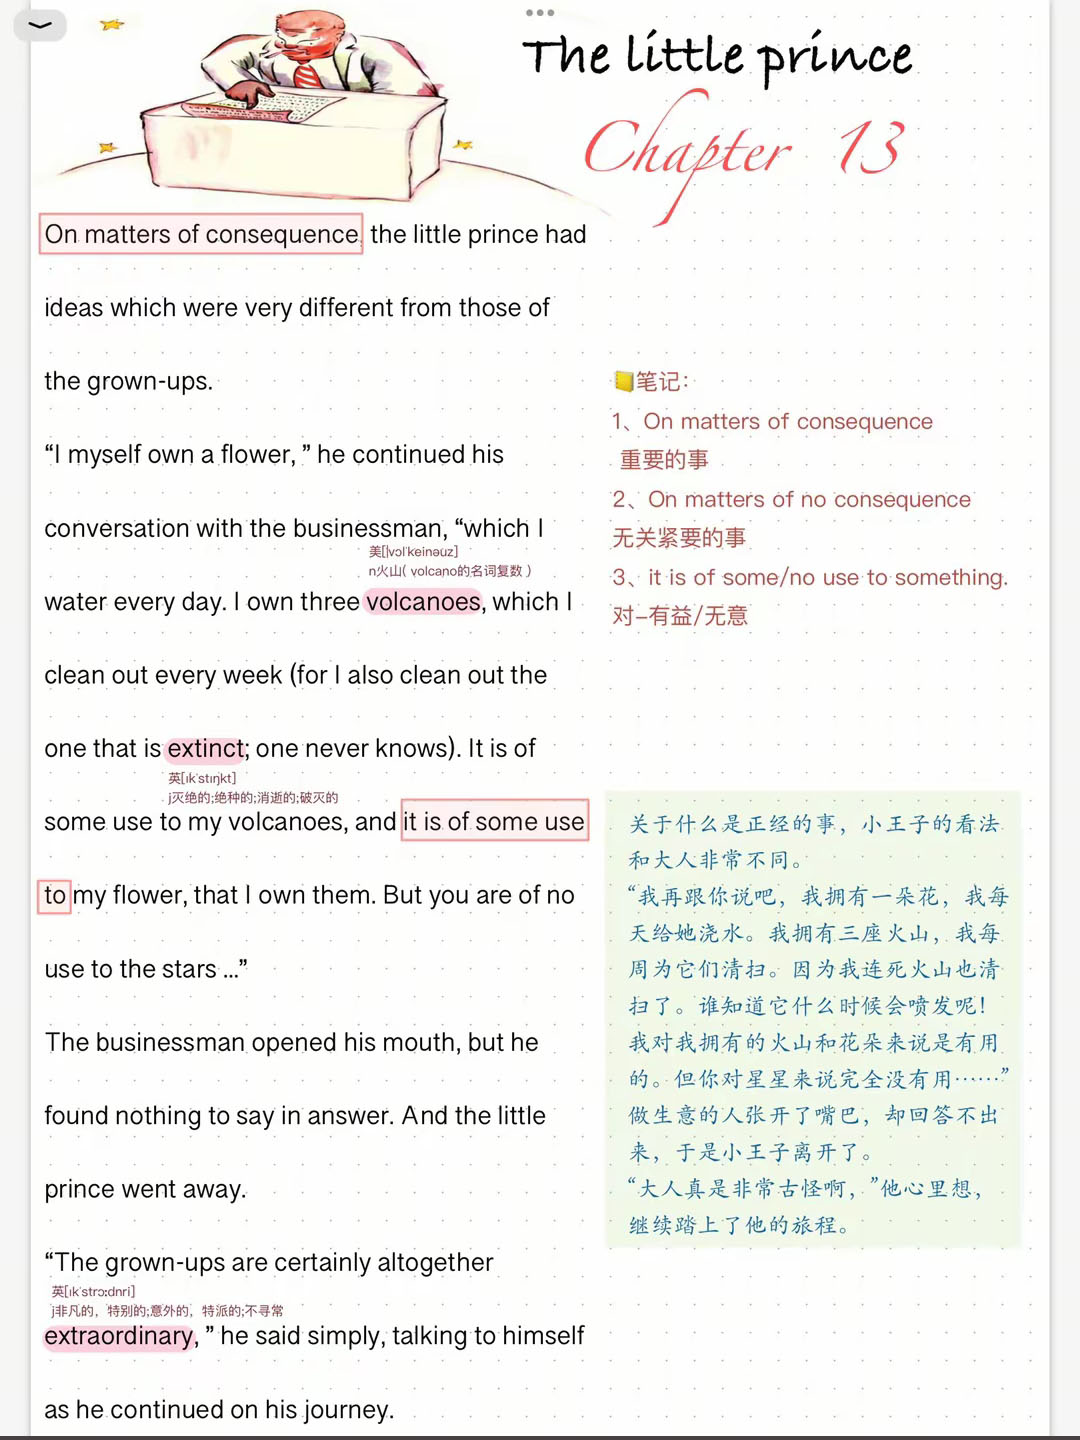 The little prince
Chapter 13
On matters of consequence, the little prince had
ideas which were very different from those of
the grown-ups.
“I myself own a flower, ” he continued his
conversation with the businessman, “which I
美[|vɔl'keinəuz]
n火山( volcano的名词复数 )
water every day. I own three volcanoes, which I
clean out every week (for I also clean out the
one that is extinct; one never knows). It is of
英[ɪkˈstɪŋkt]
j灭绝的;绝种的;消逝的;破灭的
some use to my volcanoes, and it is of some use
to my flower, that I own them. But you are of no
use to the stars ...”
The businessman opened his mouth, but he
found nothing to say in answer. And the little
prince went away.
“The grown-ups are certainly altogether
英[ɪkˈstrɔ:dnri]
j非凡的，特别的;意外的，特派的;不寻常
extraordinary, ” he said simply, talking to himself
as he continued on his journey.
笔记：
1、On matters of consequence
重要的事
2、On matters of no consequence
无关紧要的事
3、it is of some/no use to something.
对-有益/无意
关于什么是正经的事，小王子的看法
和大人非常不同。
“我再跟你说吧，我拥有一朵花，我每
天给她浇水。我拥有三座火山，我每
周为它们清扫。因为我连死火山也清
扫了。谁知道它什么时候会喷发呢！
我对我拥有的火山和花朵来说是有用
的。但你对星星来说完全没有用……”
做生意的人张开了嘴巴，却回答不出
来，于是小王子离开了。
“大人真是非常古怪啊，”他心里想，
继续踏上了他的旅程。